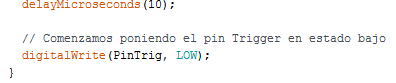 delayMicroseconds(10);
// Comenzamos poniendo el pin Trigger en estado bajo
digitalWrite(PinTrig, LOW);
}